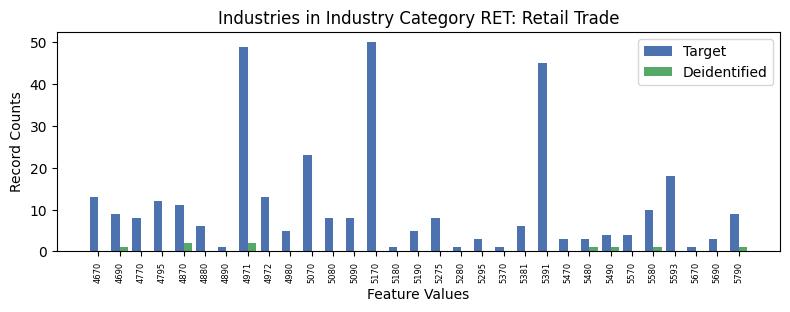 Industries in Industry Category RET: Retail Trade
Target
Deidentified
Record Counts
50
40
30
20
10
0
4670 4690 4770 4795 4870 4880 4890 4971 4972 4980 5070 5080 5090 5170 5180 5190 5275 5280 5295 5370 5381 5391 5470 5480 5490 5570 5580 5593 5670 5690 5790
Feature Values